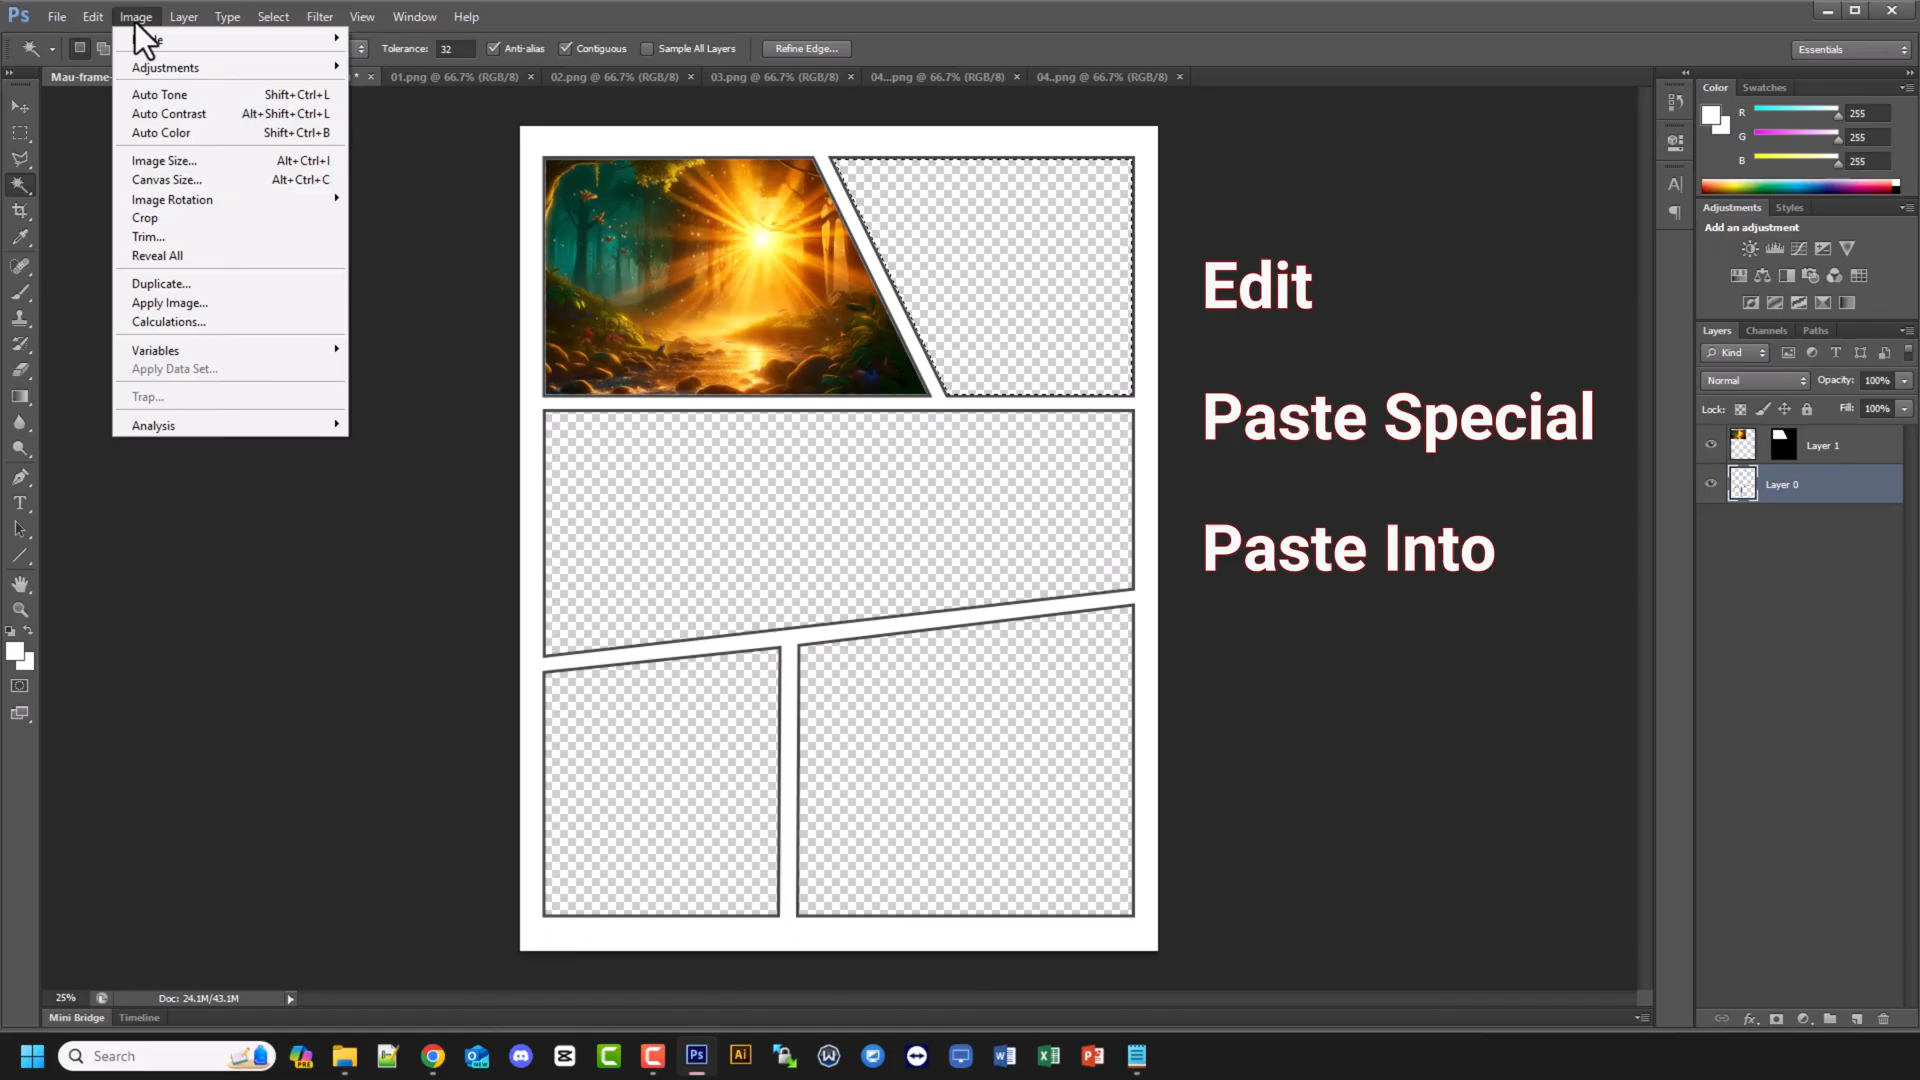 Ps File Edit Image Layer Type Select Filter View Window Help
Tolerance: 32 Anti-alias Contiguous Sample All Layers Refine Edge... Essentials
Mau-frame- * × 01.png @ 66.7% (RGB/8) × 02.png @ 66.7% (RGB/8) × 03.png @ 66.7% (RGB/8) × 04...png @ 66.7% (RGB/8) × 04..png @ 66.7% (RGB/8) ×
Adjustments
Auto Tone Shift+Ctrl+L
Auto Contrast Alt+Shift+Ctrl+L
Auto Color Shift+Ctrl+B
Image Size... Alt+Ctrl+I
Canvas Size... Alt+Ctrl+C
Image Rotation
Crop
Trim...
Reveal All
Duplicate...
Apply Image...
Calculations...
Variables
Apply Data Set...
Trap...
Analysis
Edit
Paste Special
Paste Into
Color Swatches
R 255
G 255
B 255
Adjustments Styles
Add an adjustment
Layers Channels Paths
Kind
Normal Opacity: 100%
Lock: Fill: 100%
Layer 1
Layer 0
25% Doc: 24.1M/43.1M
Mini Bridge Timeline
Search